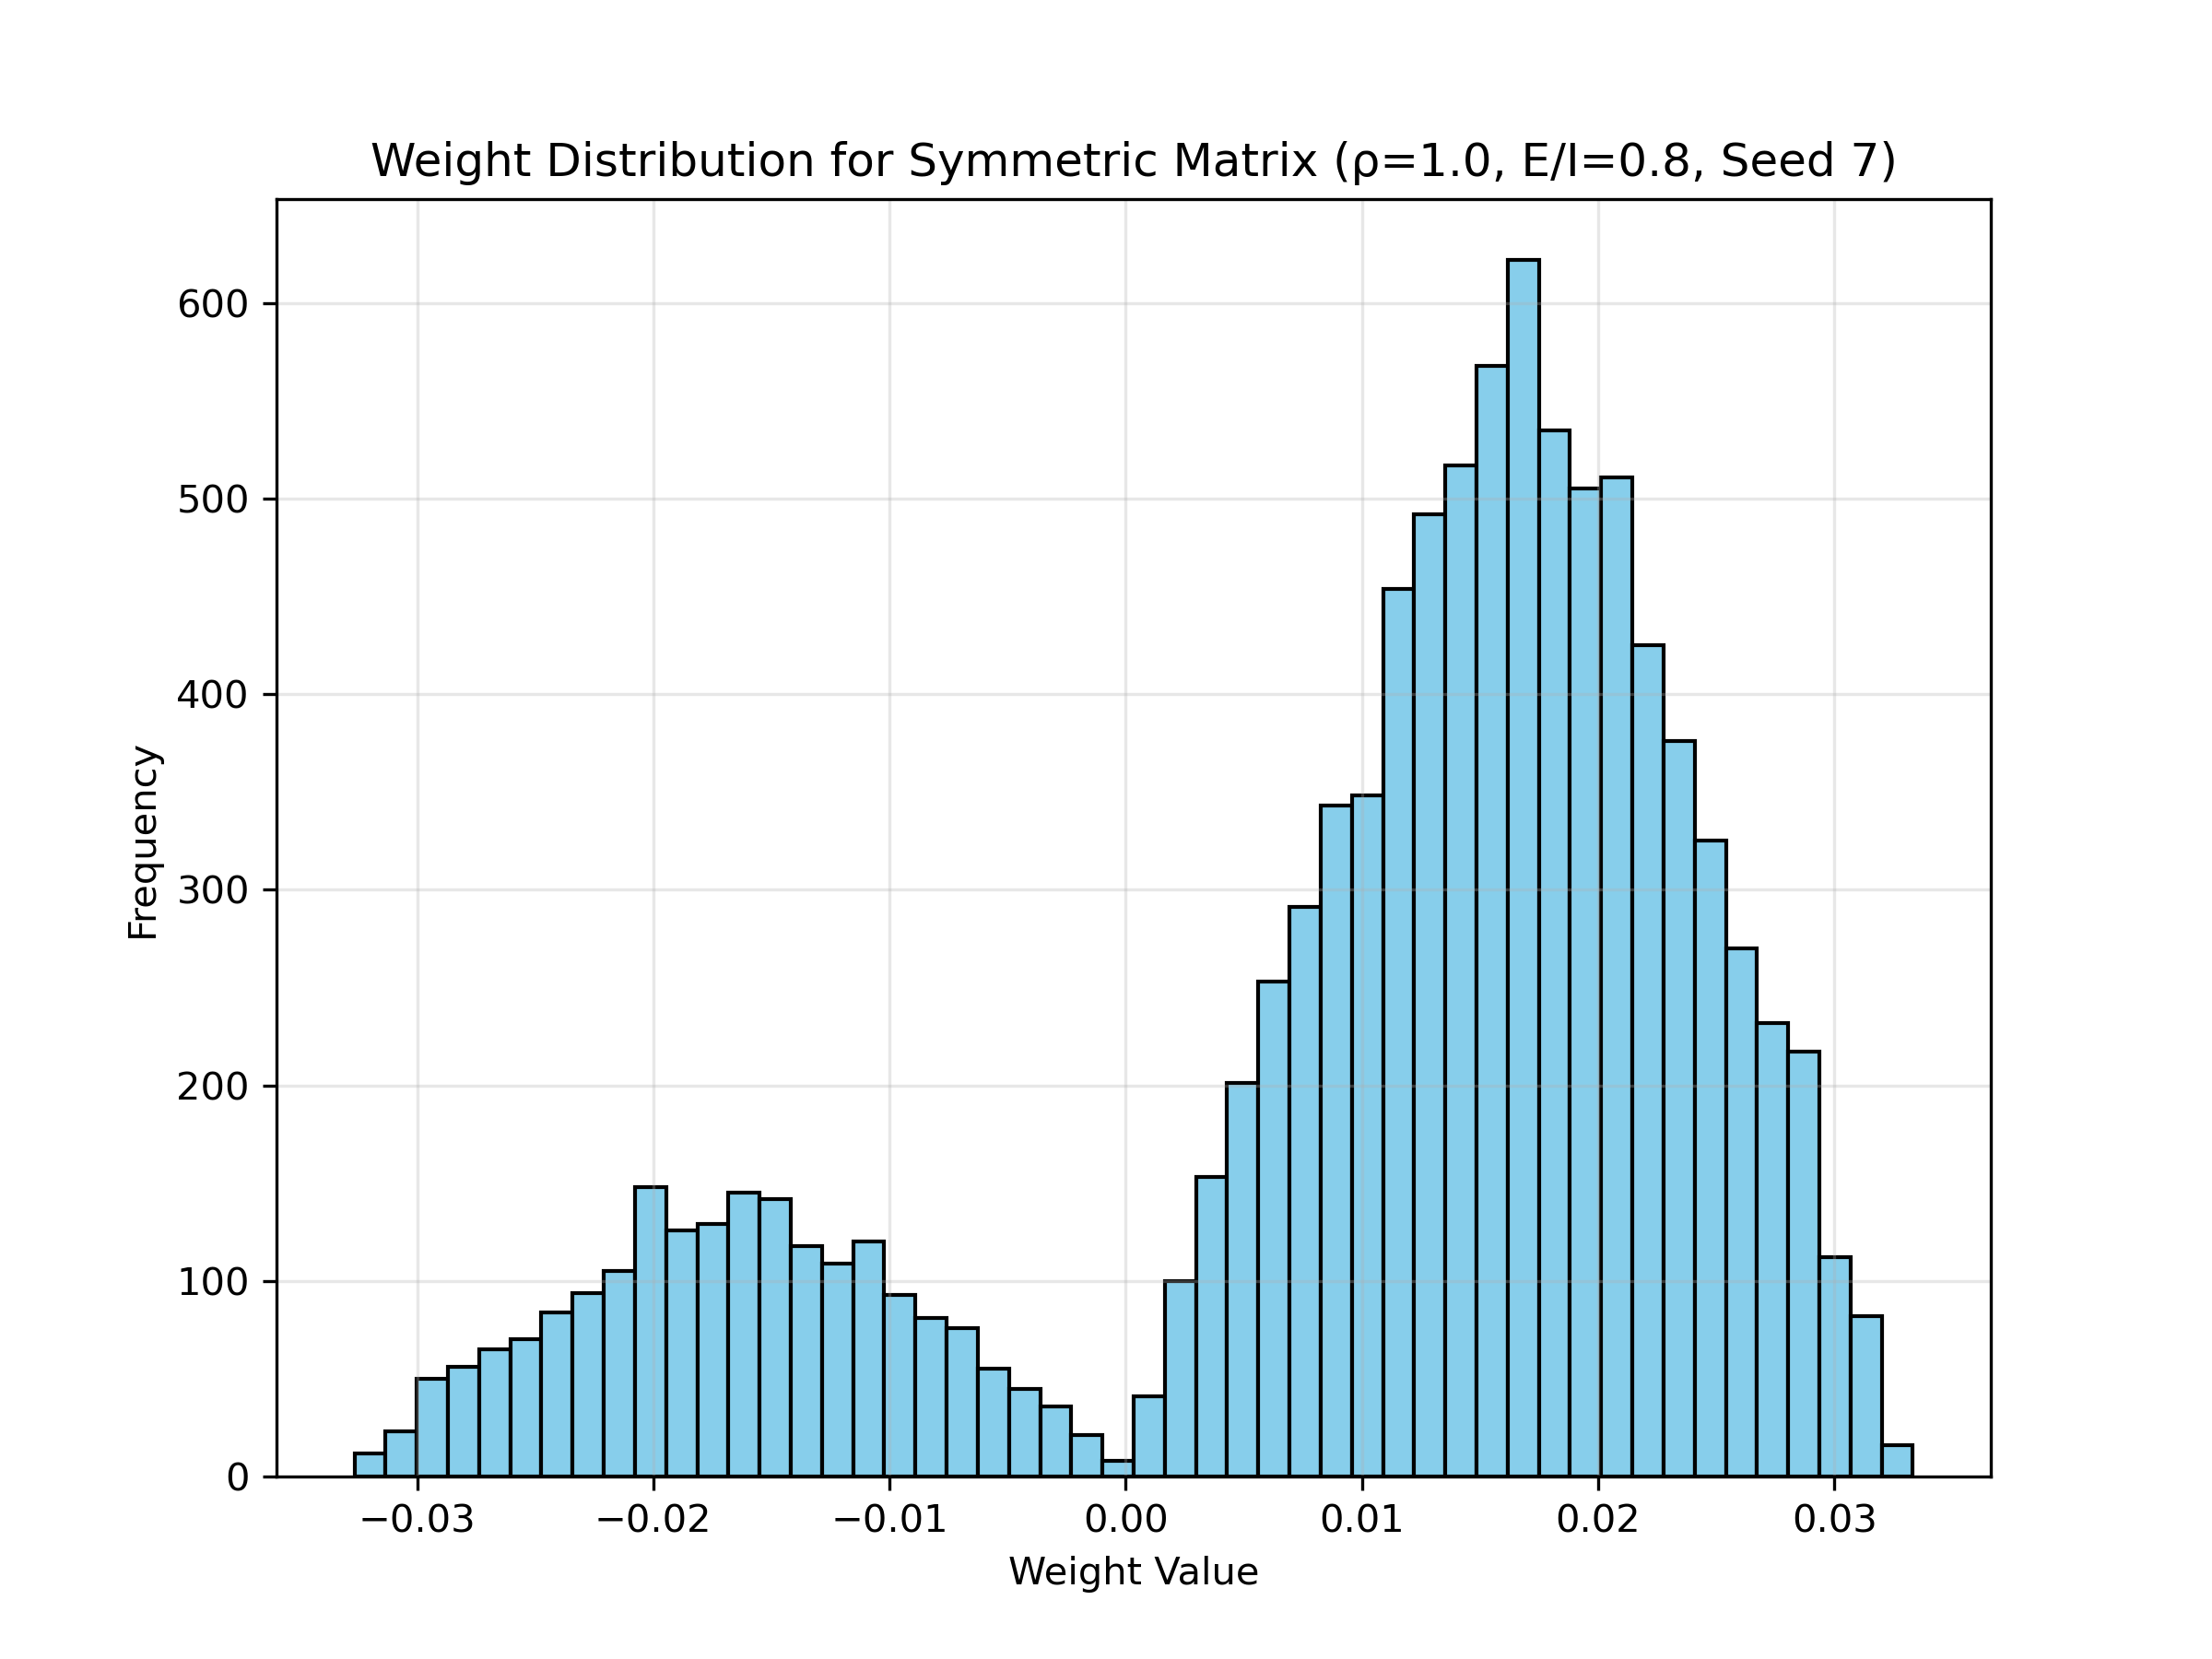 Weight Distribution for Symmetric Matrix (ρ=1.0, E/I=0.8, Seed 7)
600
500
400
300
200
100
0
Frequency
−0.03 −0.02 −0.01 0.00 0.01 0.02 0.03
Weight Value